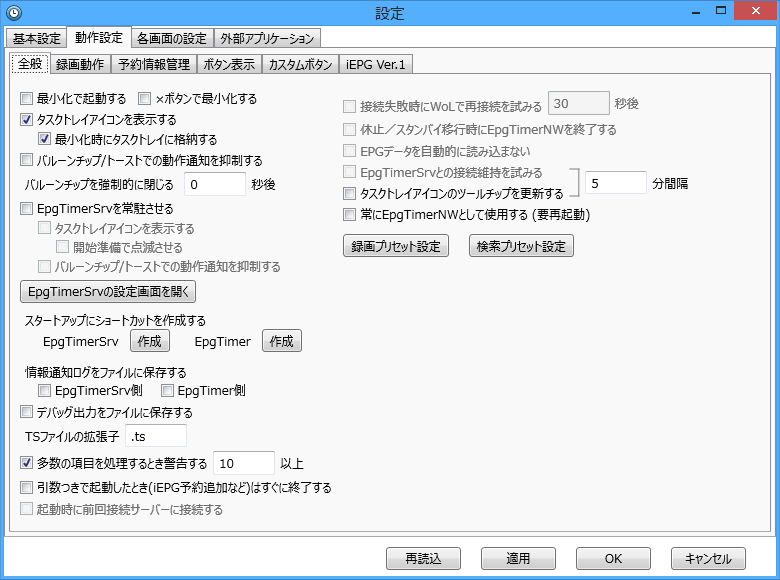 設定
基本設定 動作設定 各画面の設定 外部アプリケーション
全般 録画動作 予約情報管理 ボタン表示 カスタムボタン iEPG Ver.1
最小化で起動する ×ボタンで最小化する
タスクトレイアイコンを表示する
最小化時にタスクトレイに格納する
バルーンチップ/トーストでの動作通知を抑制する
バルーンチップを強制的に閉じる 0 秒後
EpgTimerSrvを常駐させる
タスクトレイアイコンを表示する
開始準備で点滅させる
バルーンチップ/トーストでの動作通知を抑制する
EpgTimerSrvの設定画面を開く
スタートアップにショートカットを作成する
EpgTimerSrv 作成 EpgTimer 作成
情報通知ログをファイルに保存する
EpgTimerSrv側 EpgTimer側
デバッグ出力をファイルに保存する
TSファイルの拡張子 .ts
多数の項目を処理するとき警告する 10 以上
引数つきで起動したとき(iEPG予約追加など)はすぐに終了する
起動時に前回接続サーバーに接続する
接続失敗時にWoLで再接続を試みる 30 秒後
休止／スタンバイ移行時にEpgTimerNWを終了する
EPGデータを自動的に読み込まない
EpgTimerSrvとの接続維持を試みる
タスクトレイアイコンのツールチップを更新する 5 分間隔
常にEpgTimerNWとして使用する (要再起動)
録画プリセット設定 検索プリセット設定
再読込 適用 OK キャンセル